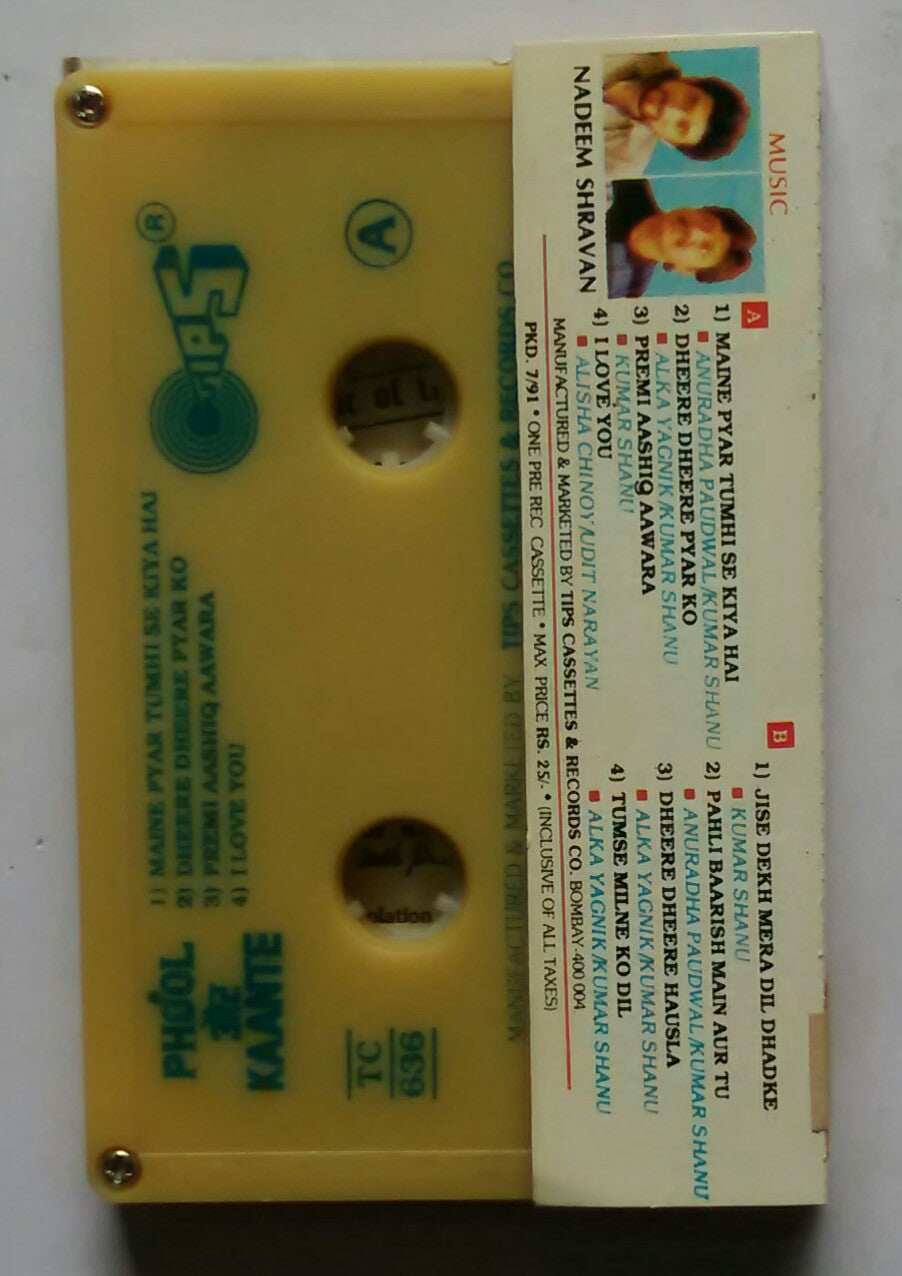 MUSIC
NADEEM SHRAVAN
A
1) MAINE PYAR TUMHI SE KIYA HAI
ANURADHA PAUDWAL/KUMAR SHANU
2) DHEERE DHEERE PYAR KO
ALKA YAGNIK/KUMAR SHANU
3) PREMI AASHIQ AAWARA
KUMAR SHANU
4) I LOVE YOU
ALISHA CHINOY/UDIT NARAYAN
B
1) JISE DEKH MERA DIL DHADKE
KUMAR SHANU
2) PAHLI BAARISH MAIN AUR TU
ANURADHA PAUDWAL/KUMAR SHANU
3) DHEERE DHEERE HAUSLA
ALKA YAGNIK/KUMAR SHANU
4) TUMSE MILNE KO DIL
ALKA YAGNIK/KUMAR SHANU
MANUFACTURED & MARKETED BY TIPS CASSETTES & RECORDS CO. BOMBAY-400 004
PKD. 7/91 * ONE PRE REC CASSETTE * MAX PRICE RS. 25/- * (INCLUSIVE OF ALL TAXES)
A
TIPS ®
1) MAINE PYAR TUMHI SE KIYA HAI
2) DHEERE DHEERE PYAR KO
3) PREMI AASHIQ AAWARA
4) I LOVE YOU
PHOOL
और
KAANTE
TC
939
TIPS CASSETTES & RECORDS CO